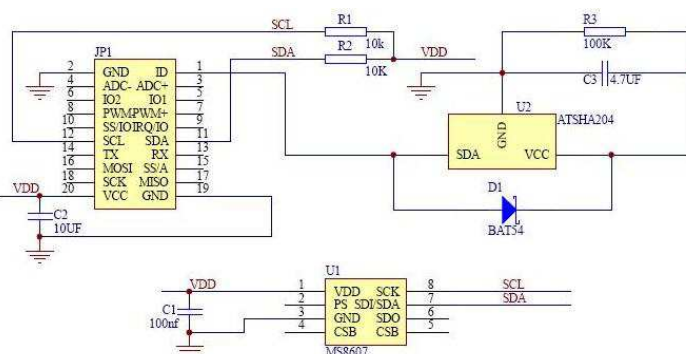 SCL R1 R3
10k 100K
JP1 SDA R2 VDD
10K C3 4.7UF
2 GND ID 1
4 ADC- ADC+ 3
6 IO2 IO1 5
8 PWM- PWM+ 7
10 SS/IO IRQ/IO 9
12 SCL SDA 11
14 TX RX 13
16 MOSI SS/A 15
18 SCK MISO 17
20 VCC GND 19
U2
ATSHA204
GND
SDA VCC
VDD
C2
10UF
D1
BAT54
U1
VDD 1 VDD SCK 8 SCL
2 PS SDI/SDA 7 SDA
C1 3 GND SDO 6
100nf 4 CSB CSB 5
MS8607